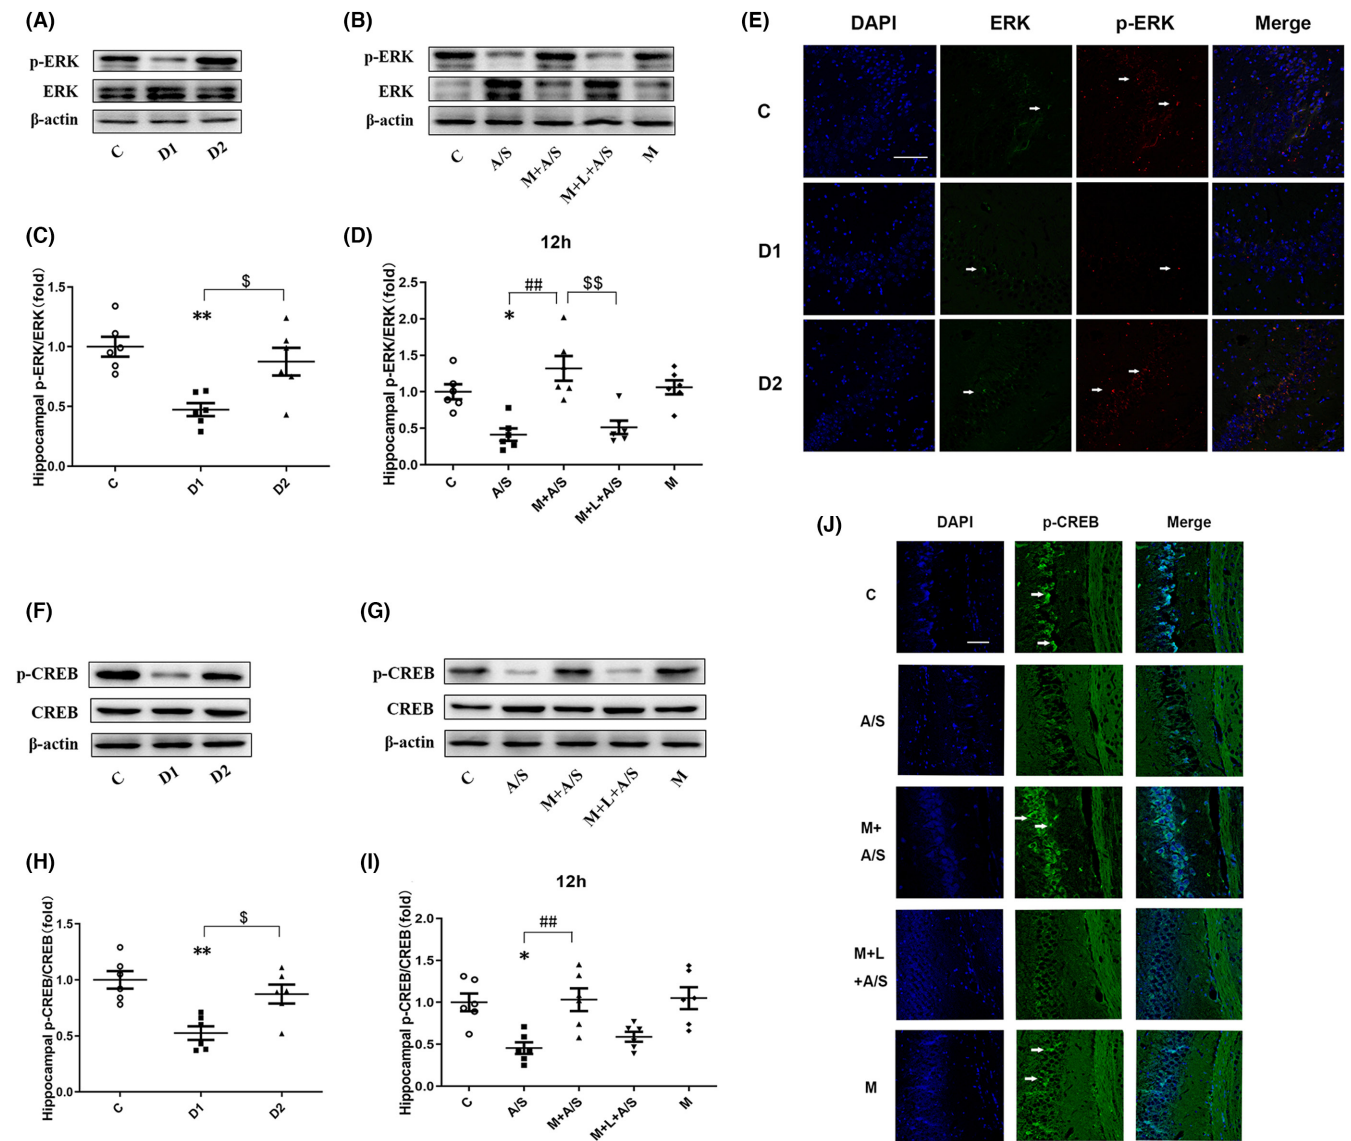 (A)
p-ERK
ERK
β-actin
C D1 D2
(B)
p-ERK
ERK
β-actin
C A/S M+A/S M+L+A/S M
(C)
Hippocampal p-ERK/ERK(fold)
1.5
1.0
0.5
0.0
** $
C D1 D2
(D)
12h
Hippocampal p-ERK/ERK(fold)
2.5
2.0
1.5
1.0
0.5
0.0
* ## $$
C A/S M+A/S M+L+A/S M
(E)
DAPI ERK p-ERK Merge
C
D1
D2
(F)
p-CREB
CREB
β-actin
C D1 D2
(G)
p-CREB
CREB
β-actin
C A/S M+A/S M+L+A/S M
(H)
Hippocampal p-CREB/CREB(fold)
1.5
1.0
0.5
0.0
** $
C D1 D2
(I)
12h
Hippocampal p-CREB/CREB(fold)
2.0
1.5
1.0
0.5
0.0
* ##
C A/S M+A/S M+L+A/S M
(J)
DAPI p-CREB Merge
C
A/S
M+
A/S
M+L
+A/S
M